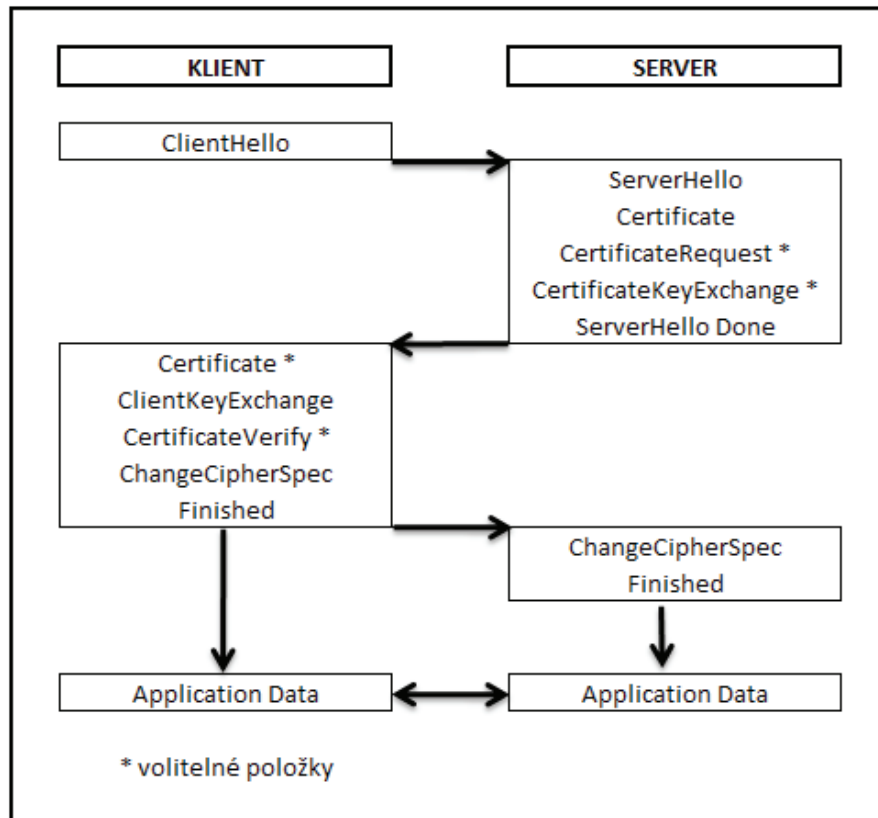 KLIENT
SERVER
ClientHello
ServerHello
Certificate
CertificateRequest *
CertificateKeyExchange *
ServerHello Done
Certificate *
ClientKeyExchange
CertificateVerify *
ChangeCipherSpec
Finished
ChangeCipherSpec
Finished
Application Data
Application Data
* volitelné položky